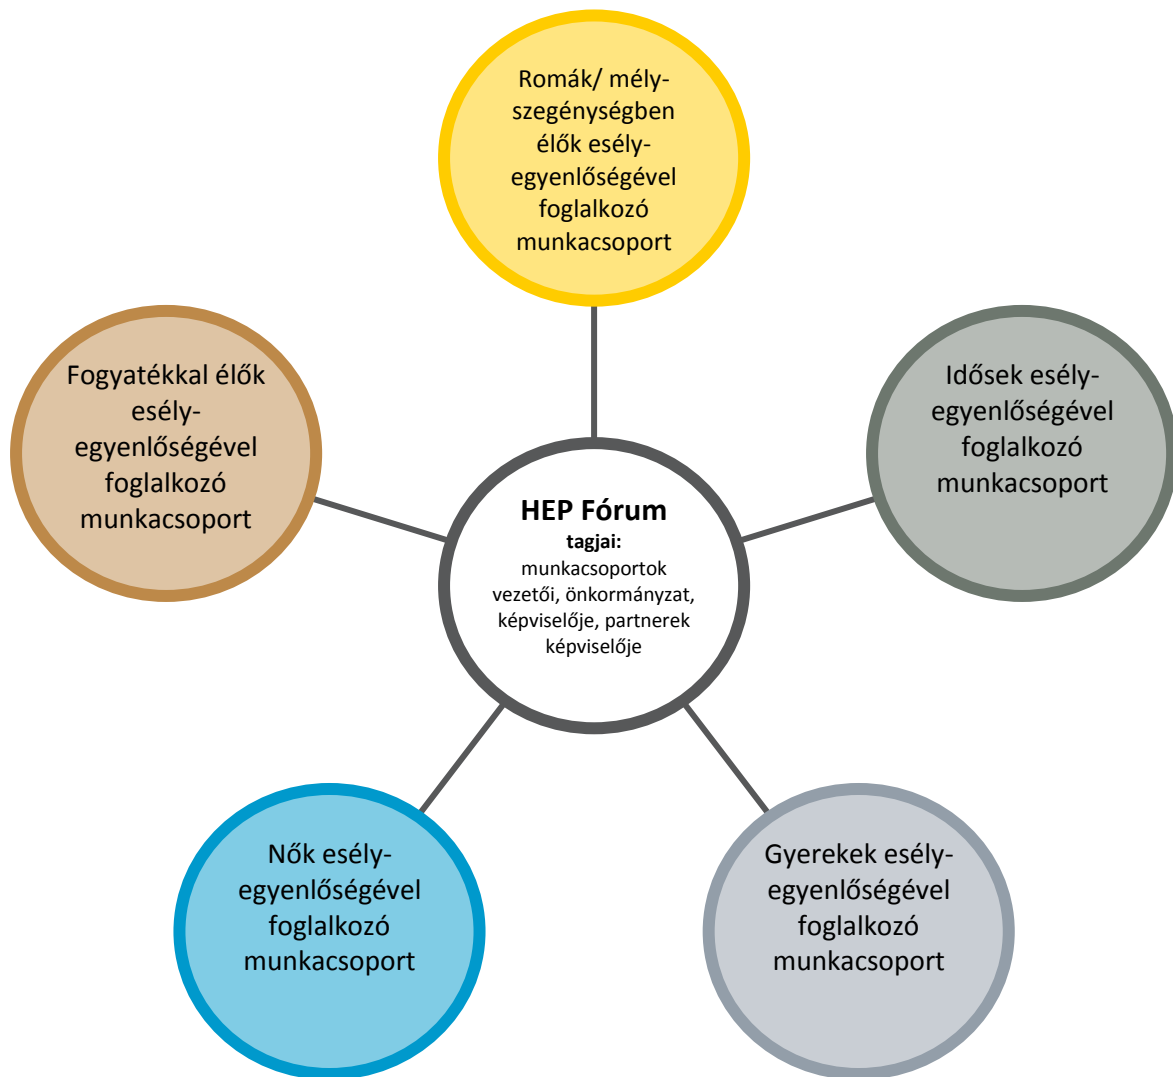 Romák/ mély-
szegénységben
élők esély-
egyenlőségével
foglalkozó
munkacsoport
Fogyatékkal élők
esély-
egyenlőségével
foglalkozó
munkacsoport
Idősek esély-
egyenlőségével
foglalkozó
munkacsoport
HEP Fórum
tagjai:
munkacsoportok
vezetői, önkormányzat,
képviselője, partnerek
képviselője
Nők esély-
egyenlőségével
foglalkozó
munkacsoport
Gyerekek esély-
egyenlőségével
foglalkozó
munkacsoport